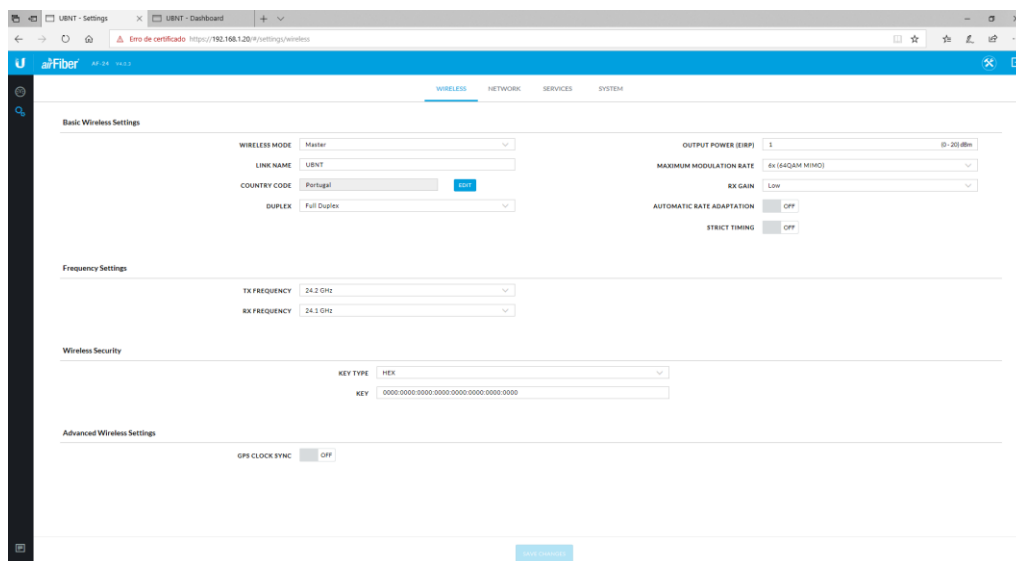 UBNT - Settings
UBNT - Dashboard
Erro de certificado https://192.168.1.20/#/settings/wireless
U airFiber AF-24
WIRELESS NETWORK SERVICES SYSTEM
Basic Wireless Settings
WIRELESS MODE Master
LINK NAME UBNT
COUNTRY CODE Portugal EDIT
DUPLEX Full Duplex
OUTPUT POWER (EIRP) 1 (0 - 20) dBm
MAXIMUM MODULATION RATE 6x (64QAM MIMO)
RX GAIN Low
AUTOMATIC RATE ADAPTATION OFF
STRICT TIMING OFF
Frequency Settings
TX FREQUENCY 24.2 GHz
RX FREQUENCY 24.1 GHz
Wireless Security
KEY TYPE HEX
KEY 0000:0000:0000:0000:0000:0000:0000:0000
Advanced Wireless Settings
GPS CLOCK SYNC OFF
SAVE CHANGES